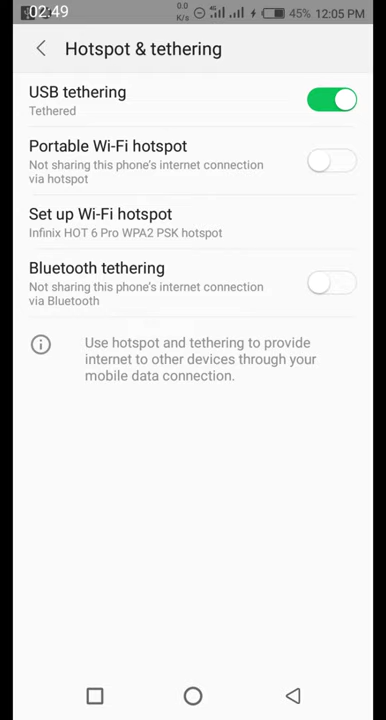 02:49 0.0 K/s 4G 45% 12:05 PM
Hotspot & tethering
USB tethering
Tethered
Portable Wi-Fi hotspot
Not sharing this phone's internet connection
via hotspot
Set up Wi-Fi hotspot
Infinix HOT 6 Pro WPA2 PSK hotspot
Bluetooth tethering
Not sharing this phone's internet connection
via Bluetooth
Use hotspot and tethering to provide
internet to other devices through your
mobile data connection.